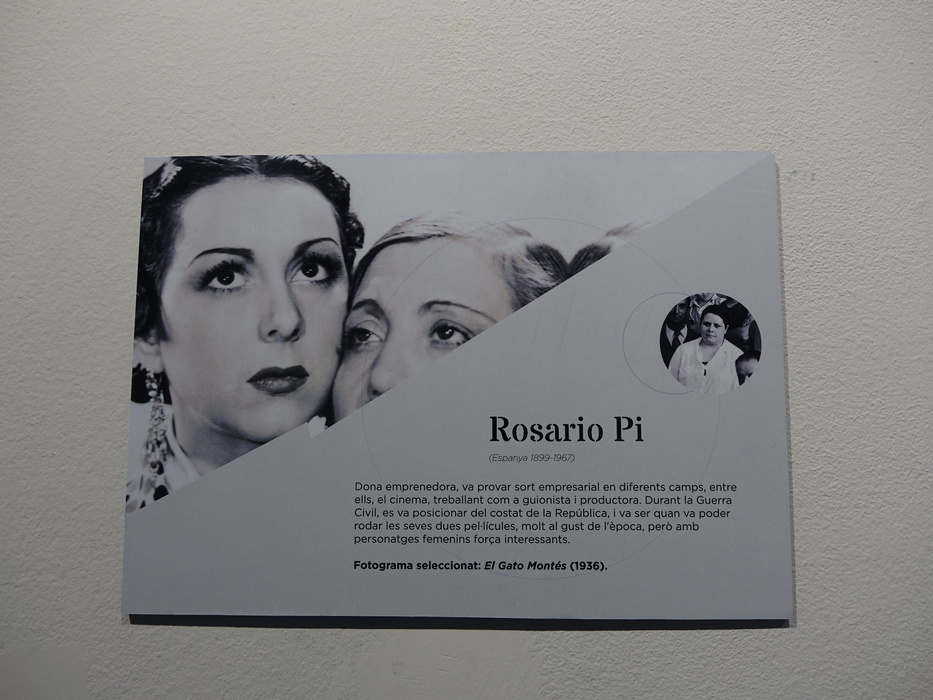 Rosario Pi
(Espanya 1899-1967)
Dona emprenedora, va provar sort empresarial en diferents camps, entre
ells, el cinema, treballant com a guionista i productora. Durant la Guerra
Civil, es va posicionar del costat de la República, i va ser quan va poder
rodar les seves dues pel·lícules, molt al gust de l'època, però amb
personatges femenins força interessants.
Fotograma seleccionat: El Gato Montés (1936).